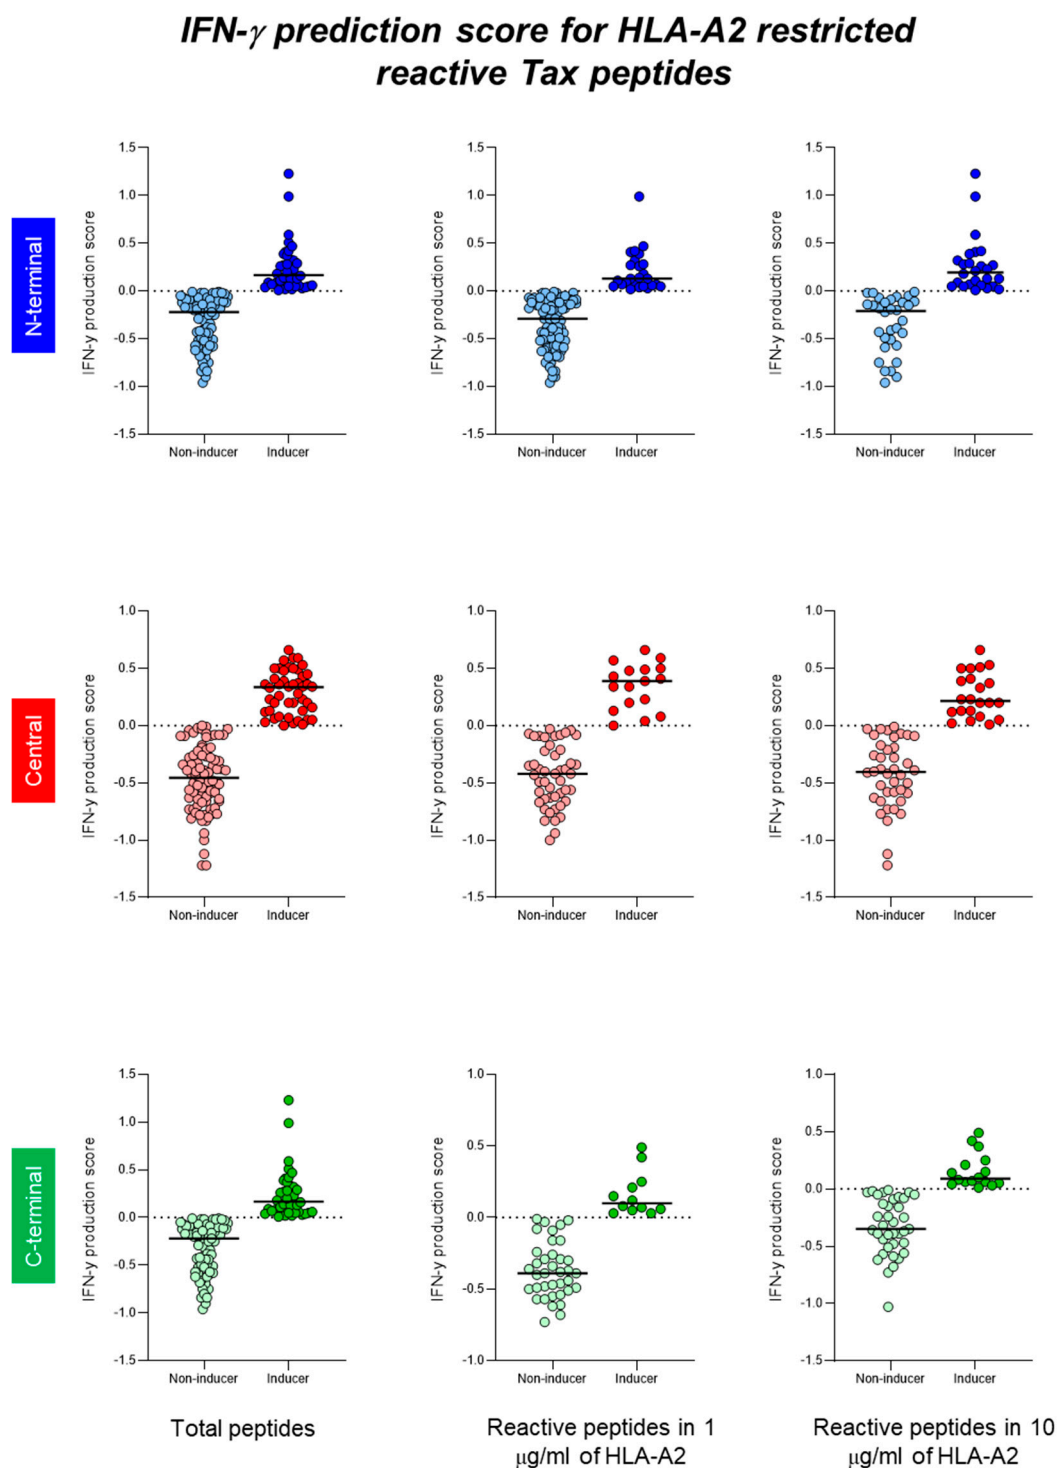 IFN-γ prediction score for HLA-A2 restricted
reactive Tax peptides
N-terminal
IFN-y production score
1.5
1.0
0.5
0.0
-0.5
-1.0
-1.5
Non-inducer Inducer
IFN-y production score
1.5
1.0
0.5
0.0
-0.5
-1.0
-1.5
Non-inducer Inducer
IFN-y production score
1.5
1.0
0.5
0.0
-0.5
-1.0
-1.5
Non-inducer Inducer
Central
IFN-y production score
1.0
0.5
0.0
-0.5
-1.0
-1.5
Non-inducer Inducer
IFN-y production score
1.0
0.5
0.0
-0.5
-1.0
-1.5
Non-inducer Inducer
IFN-y production score
1.0
0.5
0.0
-0.5
-1.0
-1.5
Non-inducer Inducer
C-terminal
IFN-y production score
1.5
1.0
0.5
0.0
-0.5
-1.0
-1.5
Non-inducer Inducer
IFN-y production score
1.0
0.5
0.0
-0.5
-1.0
Non-inducer Inducer
IFN-y production score
1.0
0.5
0.0
-0.5
-1.0
-1.5
Non-inducer Inducer
Total peptides
Reactive peptides in 1
μg/ml of HLA-A2
Reactive peptides in 10
μg/ml of HLA-A2